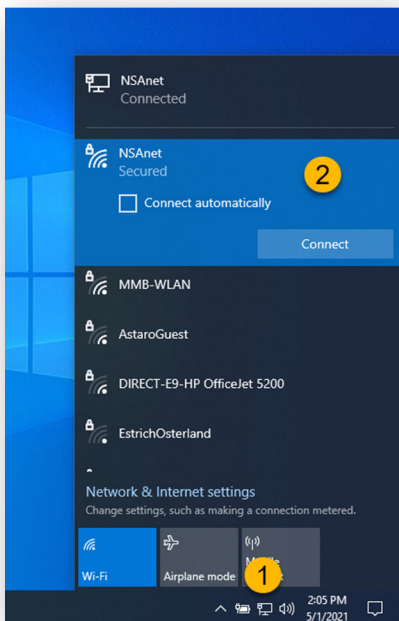 NSAnet
Connected
NSAnet
Secured
2
Connect automatically
Connect
MMB-WLAN
AstaroGuest
DIRECT-E9-HP OfficeJet 5200
EstrichOsterland
Network & Internet settings
Change settings, such as making a connection metered.
Wi-Fi
Airplane mode
1
2:05 PM
5/1/2021